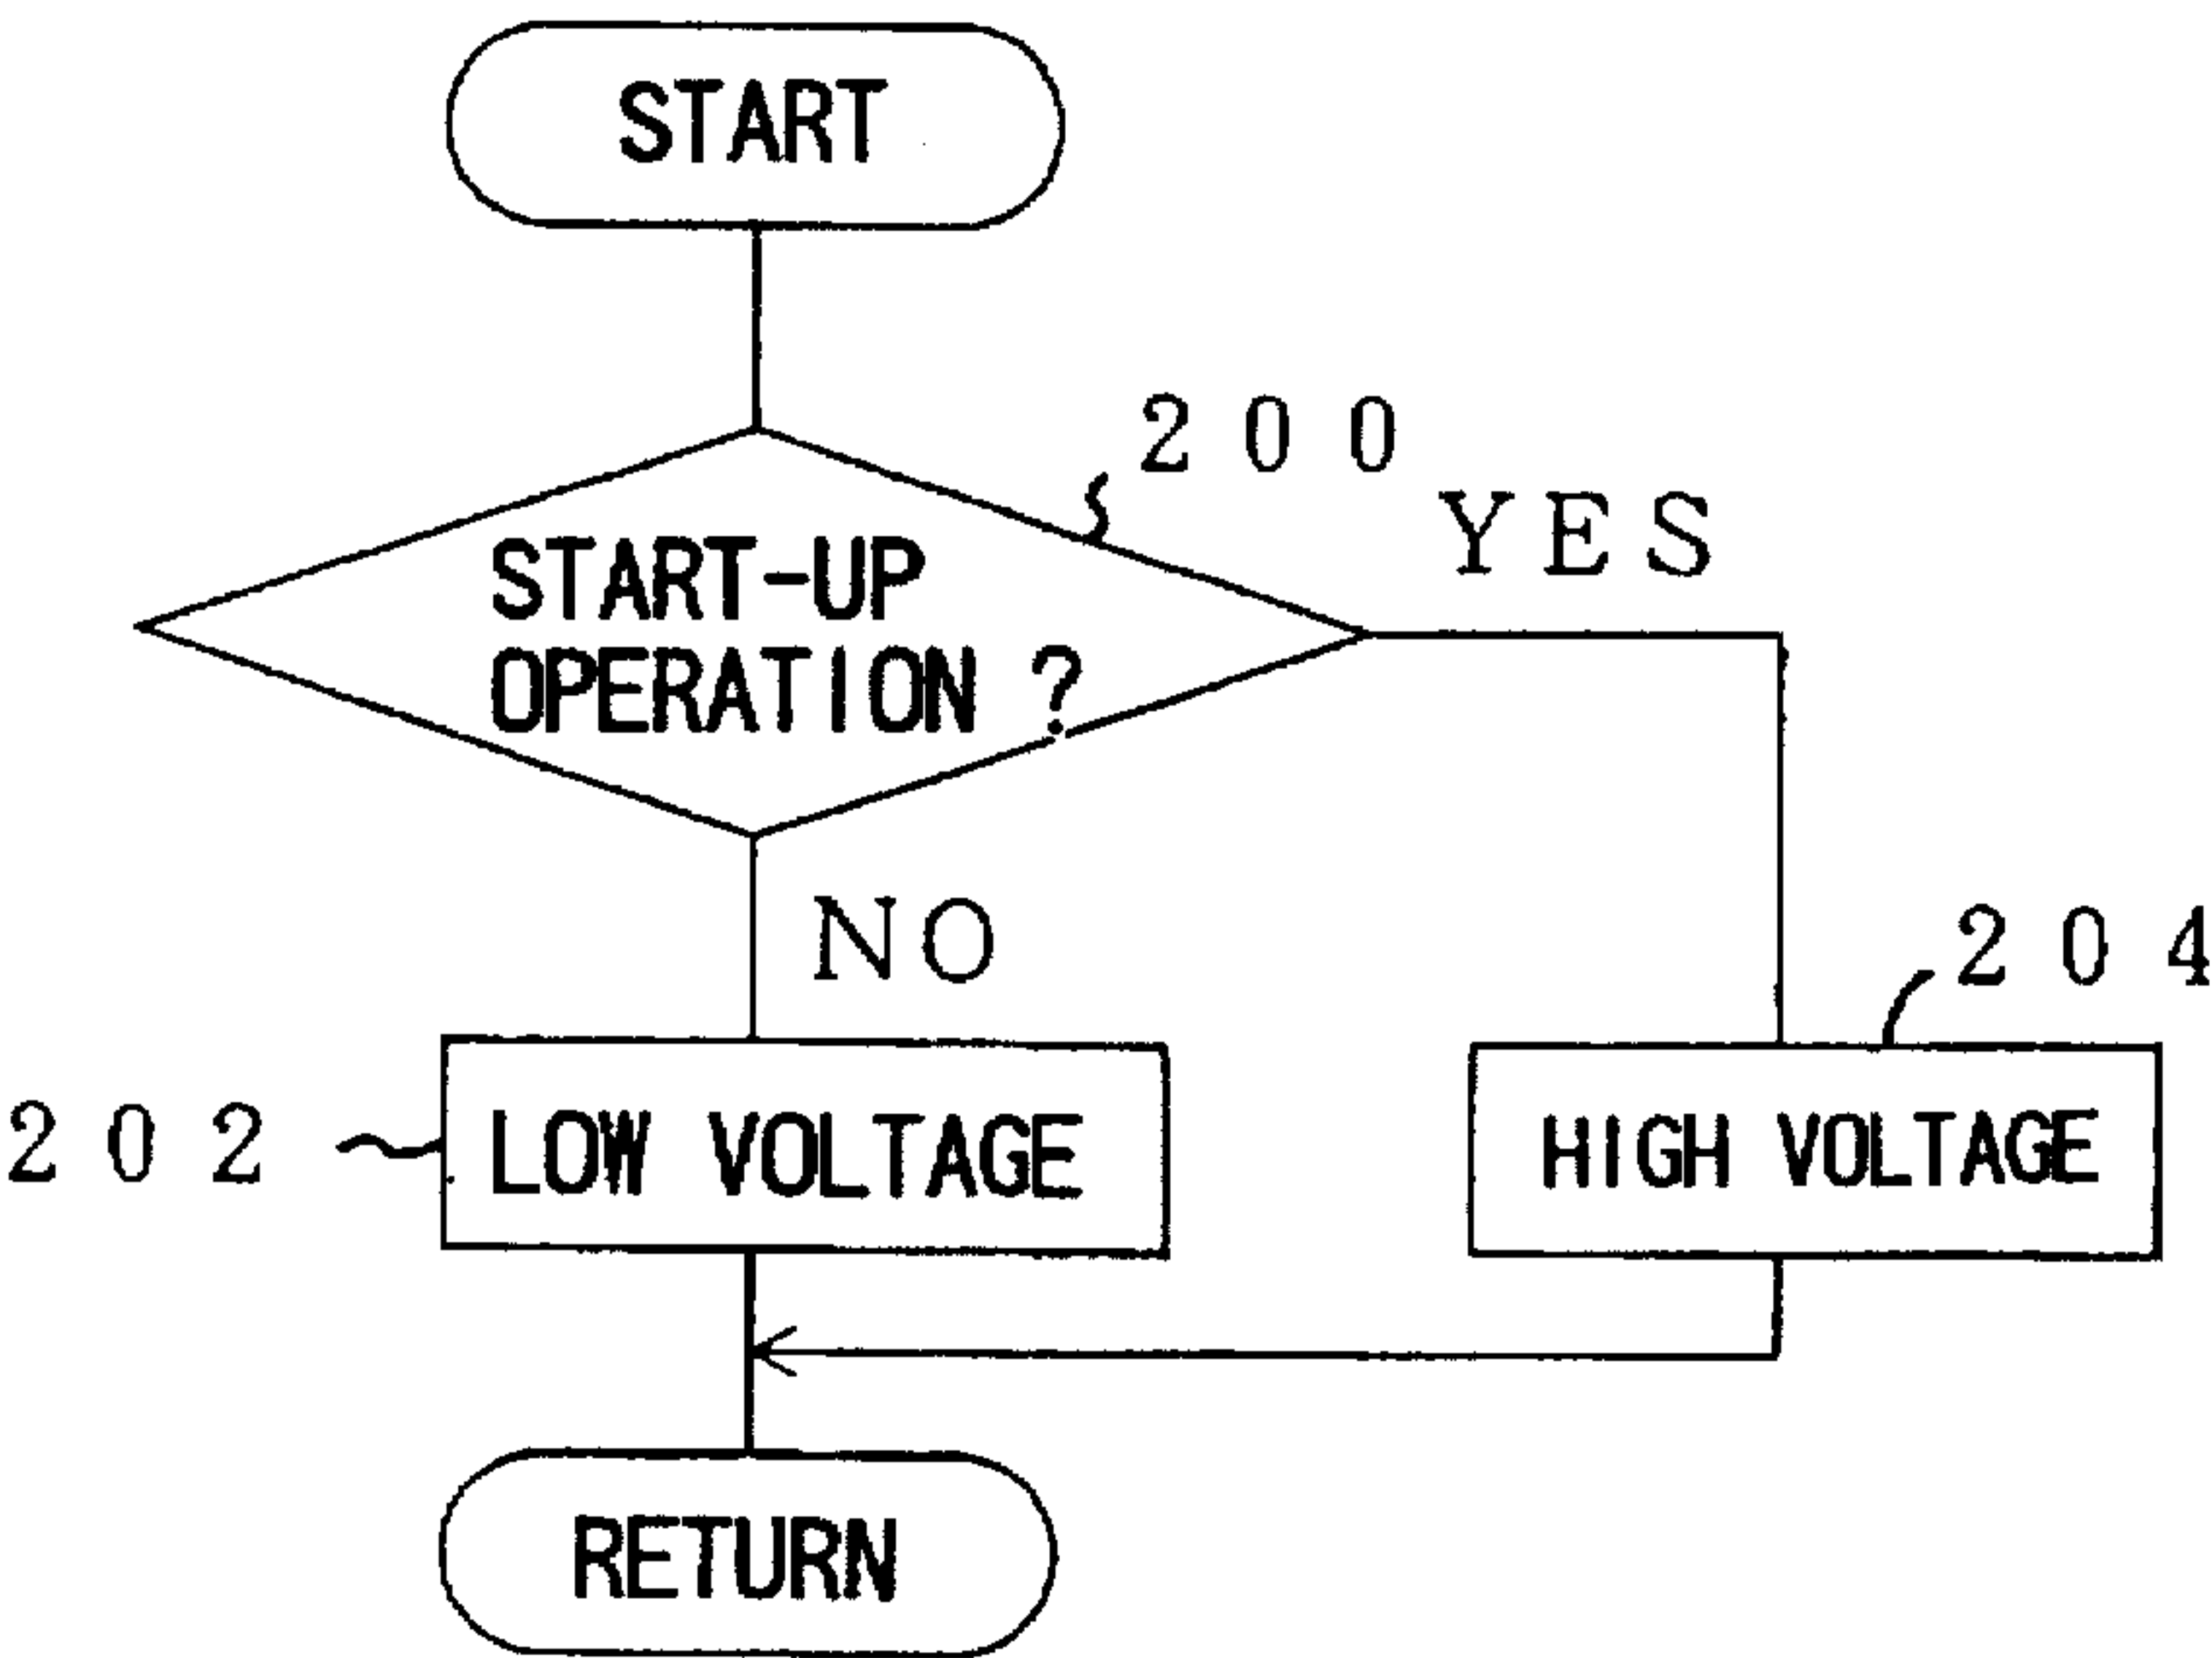 START
200
YES
START-UP
OPERATION ?
NO
204
202
LOW VOLTAGE
HIGH VOLTAGE
RETURN